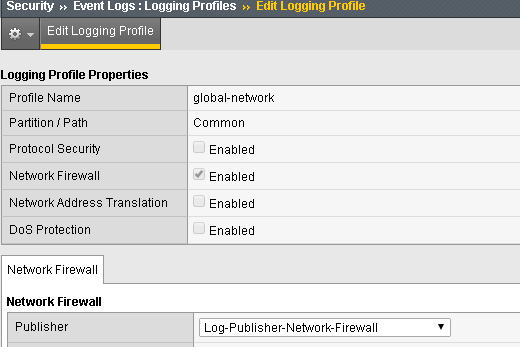 Security ›› Event Logs : Logging Profiles ›› Edit Logging Profile
Edit Logging Profile
Logging Profile Properties
Profile Name global-network
Partition / Path Common
Protocol Security Enabled
Network Firewall Enabled
Network Address Translation Enabled
DoS Protection Enabled
Network Firewall
Network Firewall
Publisher Log-Publisher-Network-Firewall